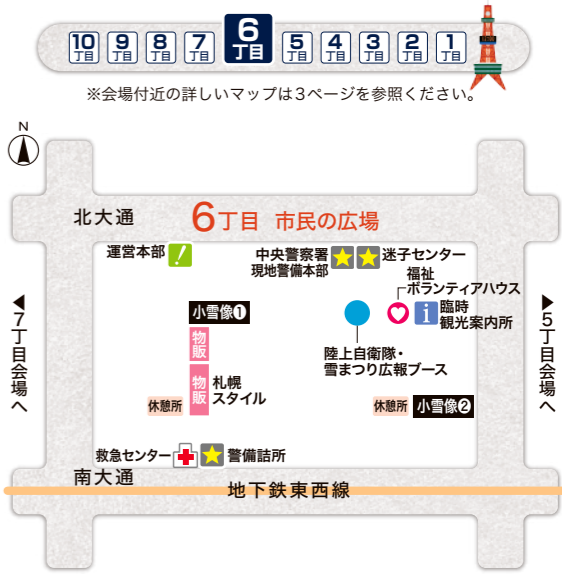 10丁目 9丁目 8丁目 7丁目 6丁目 5丁目 4丁目 3丁目 2丁目 1丁目
※会場付近の詳しいマップは3ページを参照ください。
N
北大通
6丁目 市民の広場
運営本部
中央警察署
現地警備本部
迷子センター
福祉
ボランティアハウス
小雪像❶
i
臨時
観光案内所
◀7丁目会場へ
▶5丁目会場へ
物販
物販
札幌
スタイル
陸上自衛隊・
雪まつり広報ブース
休憩所
休憩所
小雪像❷
救急センター
警備詰所
南大通
地下鉄東西線